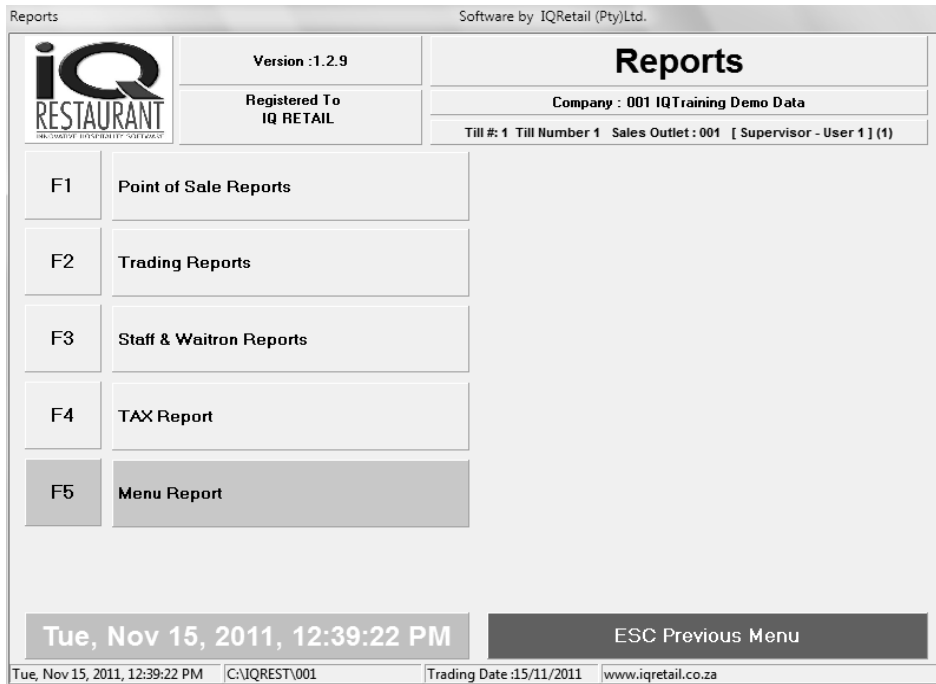 Reports
Software by IQRetail (Pty)Ltd.
iQ
RESTAURANT
INNOVATIVE HOSPITALITY SOFTWARE
Version :1.2.9
Registered To
IQ RETAIL
Reports
Company : 001 IQTraining Demo Data
Till #: 1 Till Number 1 Sales Outlet : 001 [ Supervisor - User 1 ] (1)
F1 Point of Sale Reports
F2 Trading Reports
F3 Staff & Waitron Reports
F4 TAX Report
F5 Menu Report
Tue, Nov 15, 2011, 12:39:22 PM
ESC Previous Menu
Tue, Nov 15, 2011, 12:39:22 PM C:\IQREST\001 Trading Date :15/11/2011 www.iqretail.co.za